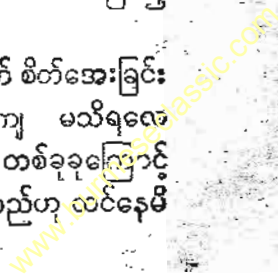 စိတ်အေးခြင်း
မသိရလေ
တစ်ခုခုကြောင့်
သင်နေမိ
www.burmeseclassic.com